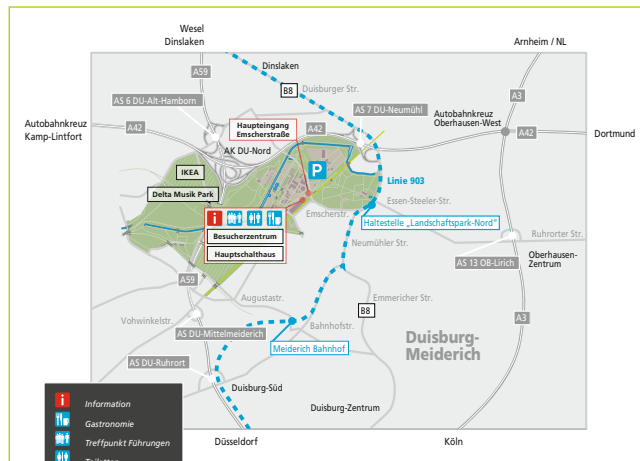 Wesel
Dinslaken
Arnheim / NL
A59
Dinslaken
B8
Duisburger Str.
A3
AS 6 DU-Alt-Hamborn
AS 7 DU-Neumühl
Autobahnkreuz
Kamp-Lintfort
A42
Haupteingang
Emscherstraße
A42
Autobahnkreuz
Oberhausen-West
A42
Dortmund
AK DU-Nord
P
IKEA
Linie 903
Delta Musik Park
Essen-Steeler-Str.
i
Emscherstr.
Haltestelle „Landschaftspark-Nord“
Besucherzentrum
Hauptschalthaus
Neumühler Str.
Ruhrorter Str.
AS 13 OB-Lirich
Oberhausen-
Zentrum
A59
Augustastr.
Emmericher Str.
B8
Vohwinkelstr.
A3
AS DU-Mittelmeiderich
Bahnhofstr.
Duisburg-
Meiderich
Meiderich Bahnhof
AS DU-Ruhrort
Duisburg-Süd
i
Information
Duisburg-Zentrum
Gastronomie
Treffpunkt Führungen
Düsseldorf
Köln
Toiletten